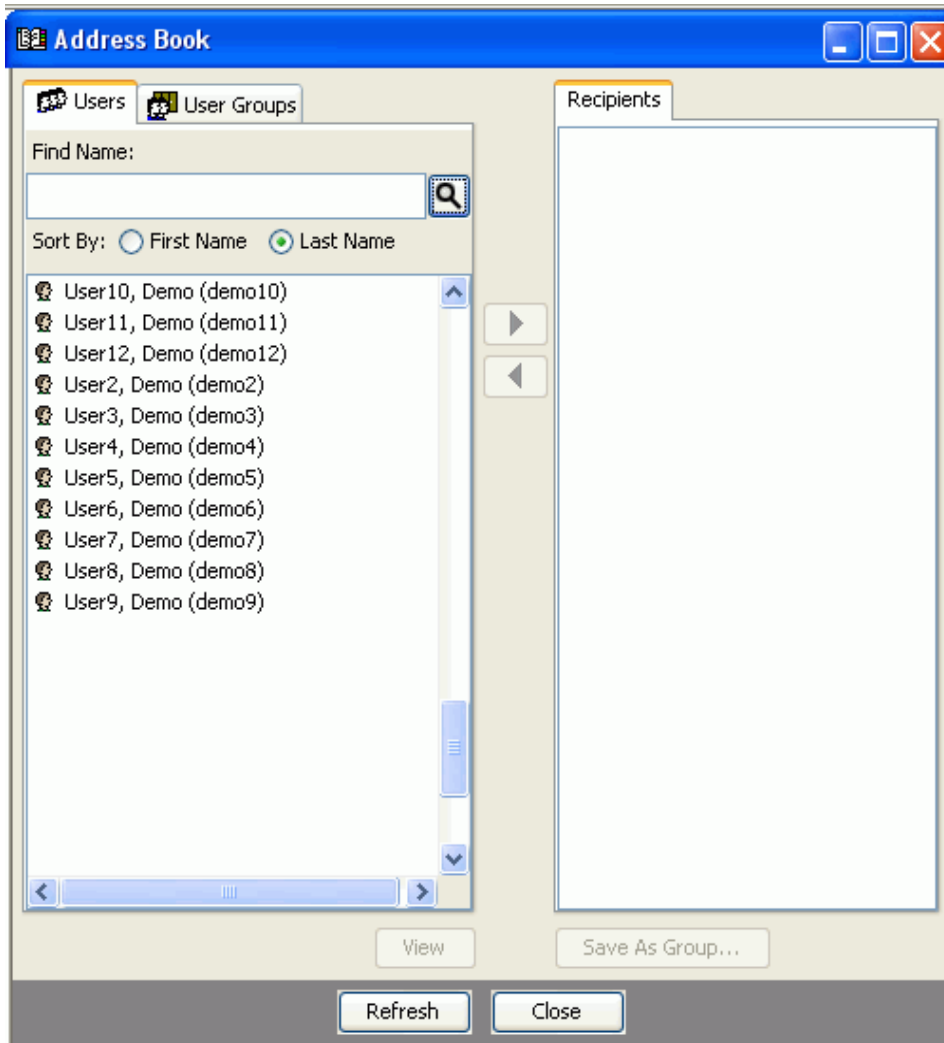 Address Book
Users
User Groups
Recipients
Find Name:
Sort By: First Name Last Name
User10, Demo (demo10)
User11, Demo (demo11)
User12, Demo (demo12)
User2, Demo (demo2)
User3, Demo (demo3)
User4, Demo (demo4)
User5, Demo (demo5)
User6, Demo (demo6)
User7, Demo (demo7)
User8, Demo (demo8)
User9, Demo (demo9)
View
Save As Group...
Refresh
Close